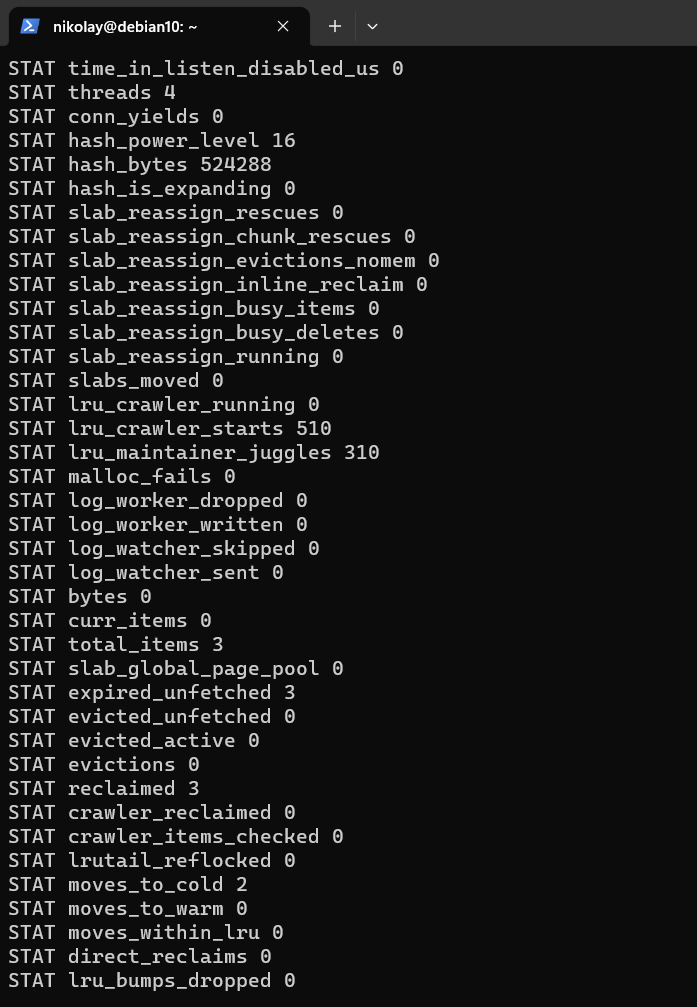 nikolay@debian10: ~
STAT time_in_listen_disabled_us 0
STAT threads 4
STAT conn_yields 0
STAT hash_power_level 16
STAT hash_bytes 524288
STAT hash_is_expanding 0
STAT slab_reassign_rescues 0
STAT slab_reassign_chunk_rescues 0
STAT slab_reassign_evictions_nomem 0
STAT slab_reassign_inline_reclaim 0
STAT slab_reassign_busy_items 0
STAT slab_reassign_busy_deletes 0
STAT slab_reassign_running 0
STAT slabs_moved 0
STAT lru_crawler_running 0
STAT lru_crawler_starts 510
STAT lru_maintainer_juggles 310
STAT malloc_fails 0
STAT log_worker_dropped 0
STAT log_worker_written 0
STAT log_watcher_skipped 0
STAT log_watcher_sent 0
STAT bytes 0
STAT curr_items 0
STAT total_items 3
STAT slab_global_page_pool 0
STAT expired_unfetched 3
STAT evicted_unfetched 0
STAT evicted_active 0
STAT evictions 0
STAT reclaimed 3
STAT crawler_reclaimed 0
STAT crawler_items_checked 0
STAT lrutail_reflocked 0
STAT moves_to_cold 2
STAT moves_to_warm 0
STAT moves_within_lru 0
STAT direct_reclaims 0
STAT lru_bumps_dropped 0